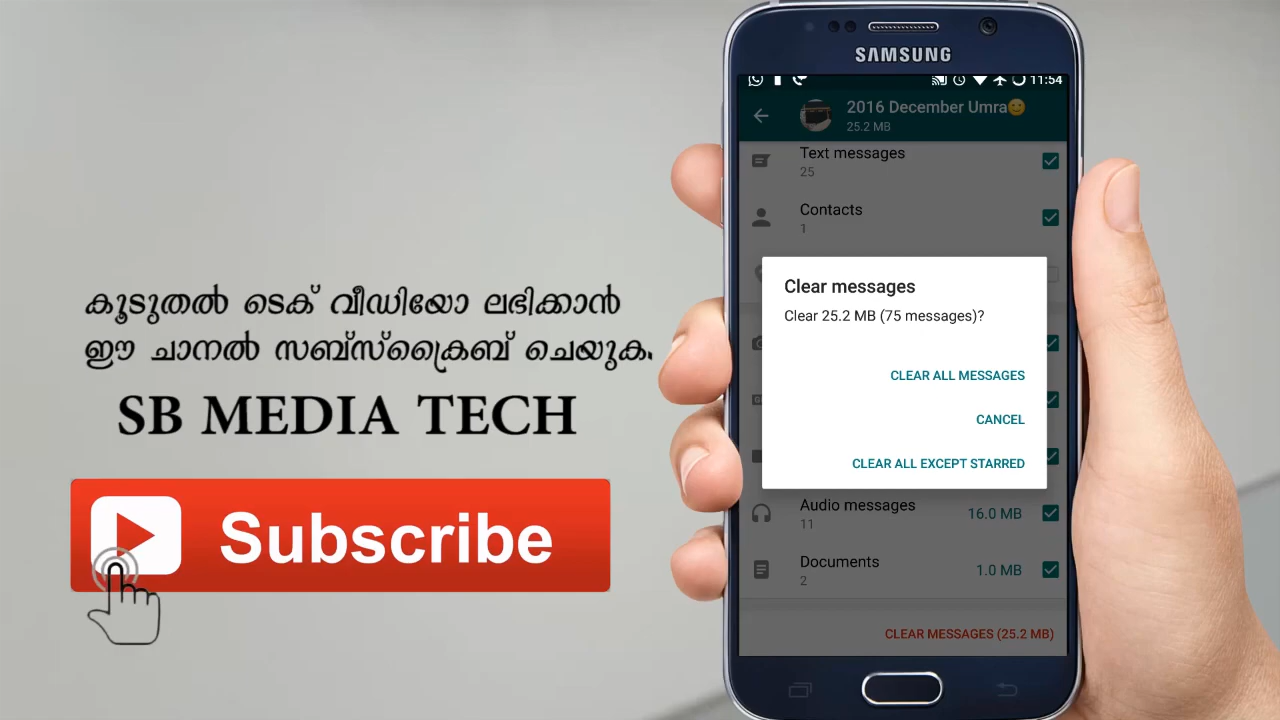 കൂടുതൽ ടെക് വീഡിയോ ലഭിക്കാൻ
ഈ ചാനൽ സബ്സ്ക്രൈബ് ചെയുക.
SB MEDIA TECH
Subscribe
SAMSUNG
11:54
2016 December Umra
25.2 MB
Text messages
25
Contacts
1
Clear messages
Clear 25.2 MB (75 messages)?
CLEAR ALL MESSAGES
CANCEL
CLEAR ALL EXCEPT STARRED
Audio messages
16.0 MB
11
Documents
1.0 MB
2
CLEAR MESSAGES (25.2 MB)